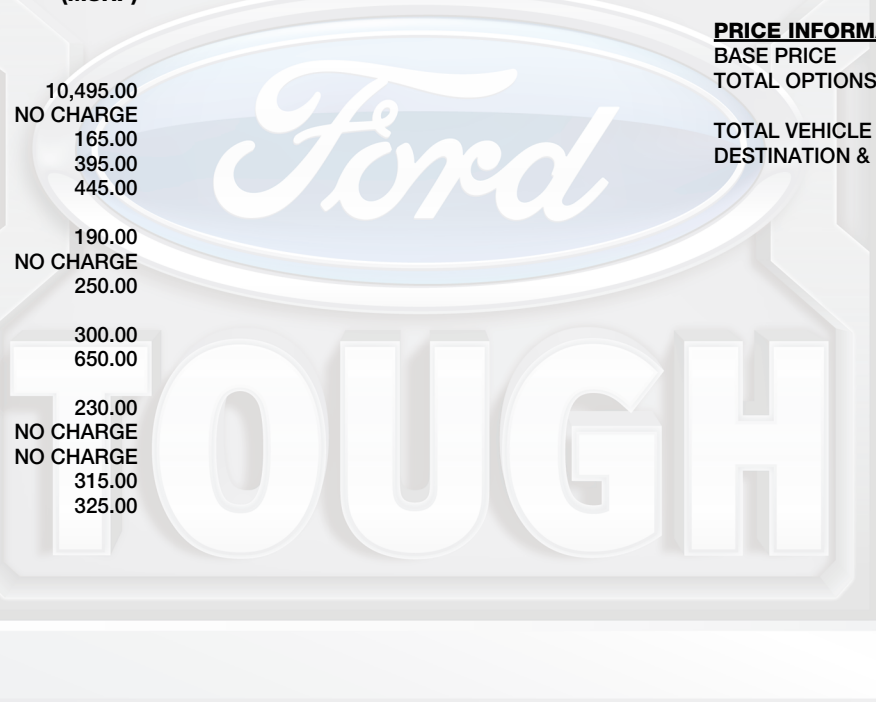 (MSRP)
10,495.00
NO CHARGE
165.00
395.00
445.00
190.00
NO CHARGE
250.00
300.00
650.00
230.00
NO CHARGE
NO CHARGE
315.00
325.00
PRICE INFORM
BASE PRICE
TOTAL OPTIONS
TOTAL VEHICLE
DESTINATION &
Ford
TOUGH